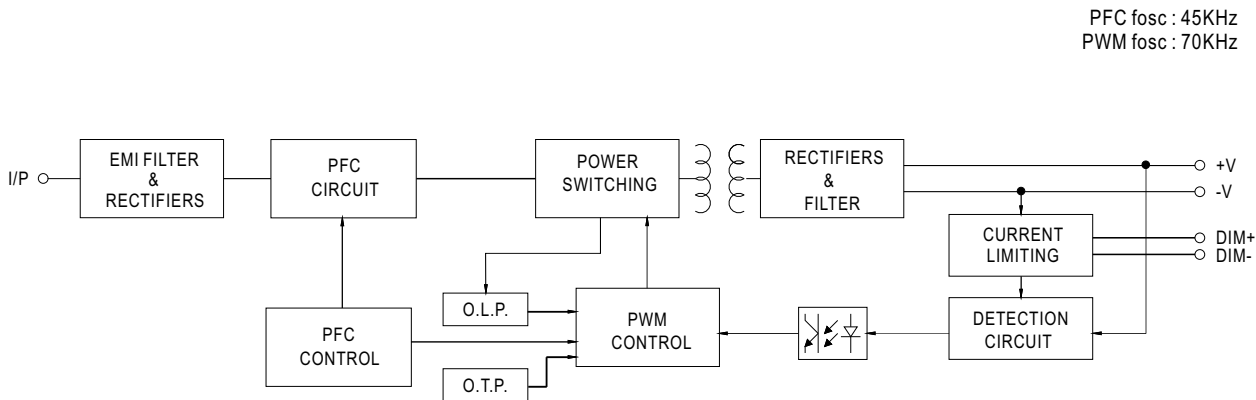 PFC fosc : 45KHz
PWM fosc : 70KHz
I/P
EMI FILTER
&
RECTIFIERS
PFC
CIRCUIT
POWER
SWITCHING
RECTIFIERS
&
FILTER
+V
-V
CURRENT
LIMITING
DIM+
DIM-
O.L.P.
PFC
CONTROL
PWM
CONTROL
DETECTION
CIRCUIT
O.T.P.